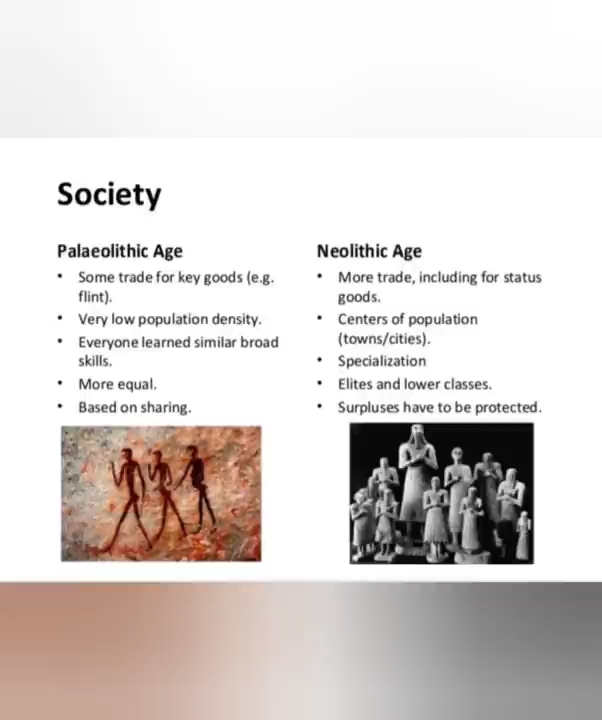 Society
Palaeolithic Age
• Some trade for key goods (e.g.
flint).
• Very low population density.
• Everyone learned similar broad
skills.
• More equal.
• Based on sharing.
Neolithic Age
• More trade, including for status
goods.
• Centers of population
(towns/cities).
• Specialization
• Elites and lower classes.
• Surpluses have to be protected.